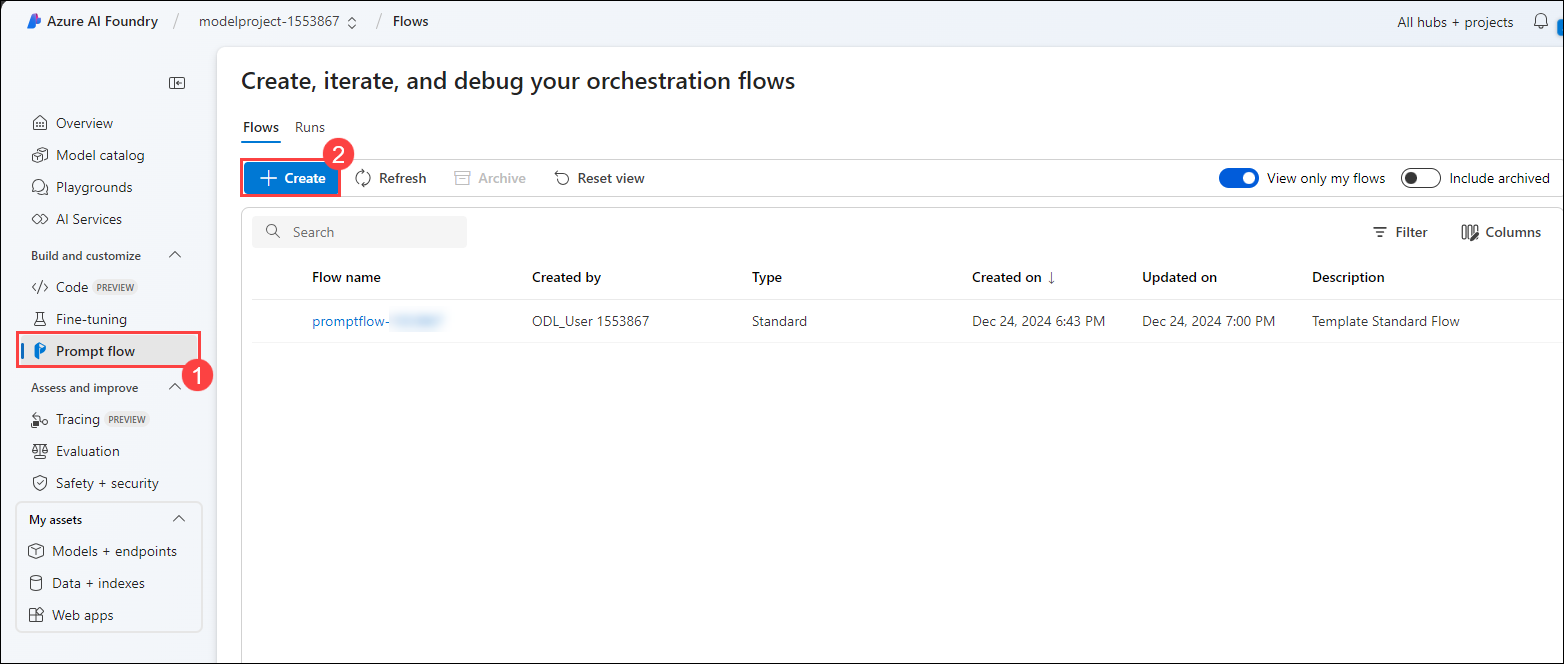 Azure AI Foundry / modelproject-1553867 / Flows
All hubs + projects
Overview
Model catalog
Playgrounds
AI Services
Build and customize
Code PREVIEW
Fine-tuning
Prompt flow
1
Assess and improve
Tracing PREVIEW
Evaluation
Safety + security
My assets
Models + endpoints
Data + indexes
Web apps
Create, iterate, and debug your orchestration flows
Flows Runs
2
Create Refresh Archive Reset view View only my flows Include archived
Search Filter Columns
Flow name Created by Type Created on ↓ Updated on Description
promptflow- ODL_User 1553867 Standard Dec 24, 2024 6:43 PM Dec 24, 2024 7:00 PM Template Standard Flow